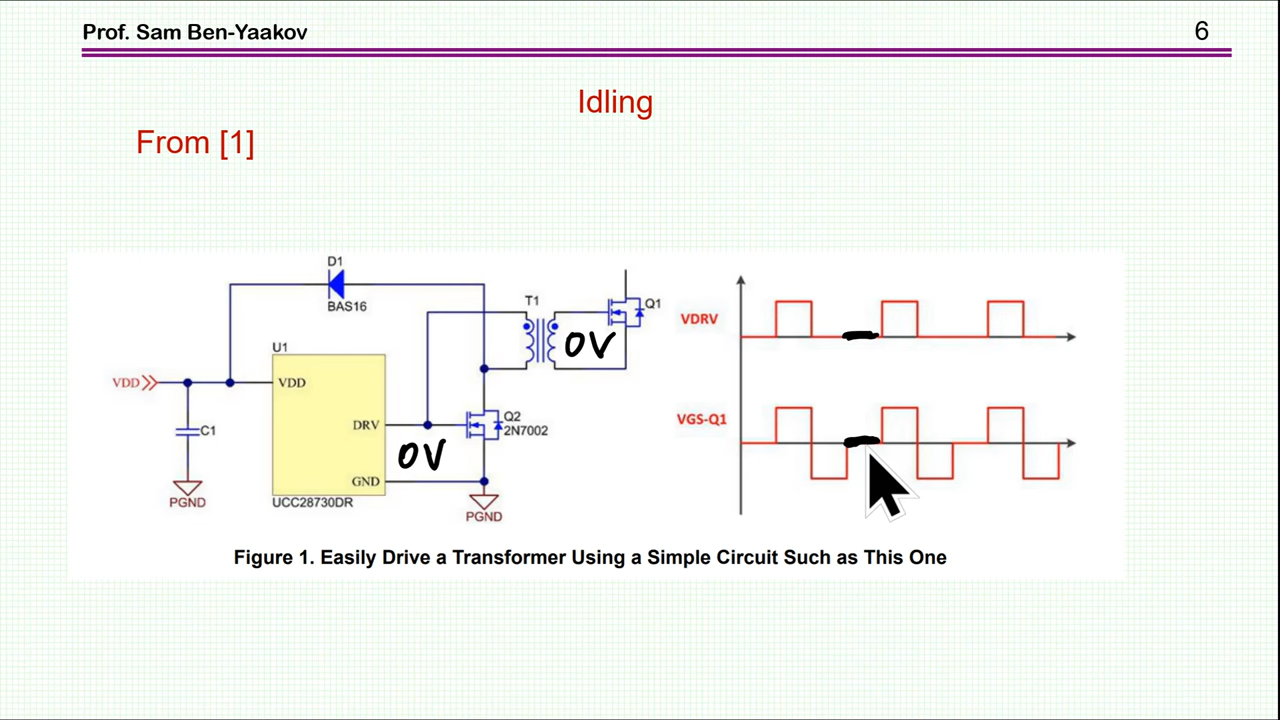 Prof. Sam Ben-Yaakov
6
Idling
From [1]
D1
BAS16
T1
Q1
0V
U1
VDD
VDD
C1
DRV
Q2
2N7002
0V
GND
PGND
UCC28730DR
PGND
VDRV
VGS-Q1
Figure 1. Easily Drive a Transformer Using a Simple Circuit Such as This One